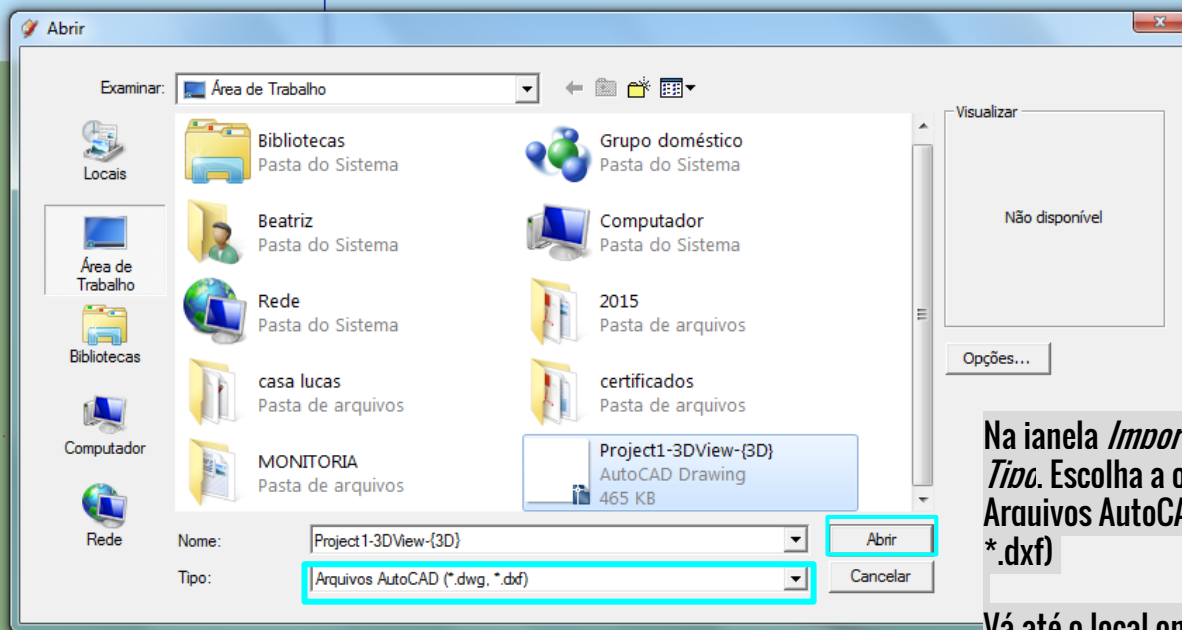 Abrir
Examinar:
Área de Trabalho
Locais
Área de
Trabalho
Bibliotecas
Computador
Rede
Bibliotecas
Pasta do Sistema
Grupo doméstico
Pasta do Sistema
Beatriz
Pasta do Sistema
Computador
Pasta do Sistema
Rede
Pasta do Sistema
2015
Pasta de arquivos
casa lucas
Pasta de arquivos
certificados
Pasta de arquivos
MONITORIA
Pasta de arquivos
Project1-3DView-{3D}
AutoCAD Drawing
465 KB
Nome:
Project1-3DView-{3D}
Abrir
Tipo:
Arquivos AutoCAD (*.dwg, *.dxf)
Cancelar
Visualizar
Não disponível
Opções...
Na janela
Tipo. Escolha a
Arquivos
*.dxf)
Vá até o local